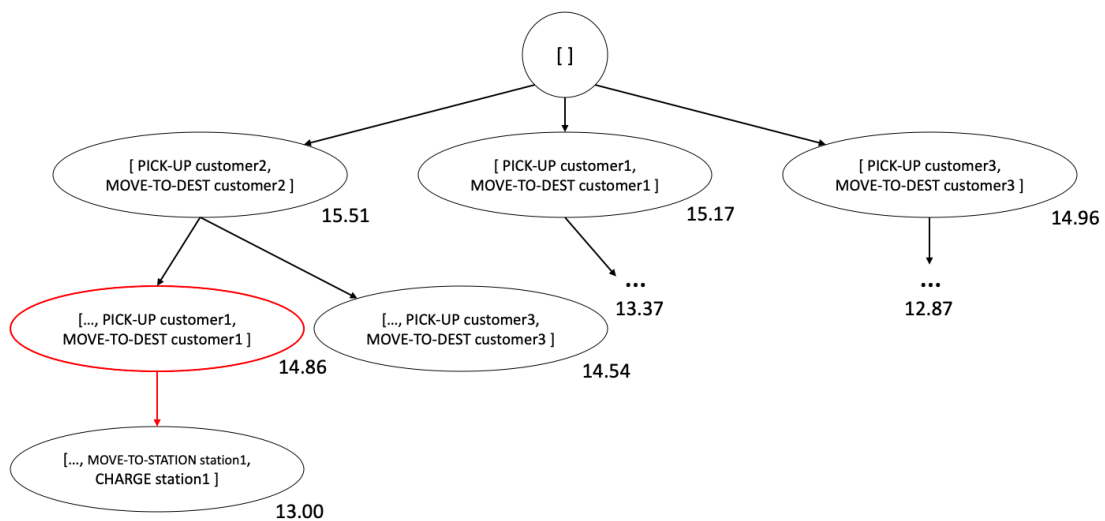 [ ]
[ PICK-UP customer2,
MOVE-TO-DEST customer2 ]
15.51
[ PICK-UP customer1,
MOVE-TO-DEST customer1 ]
15.17
[ PICK-UP customer3,
MOVE-TO-DEST customer3 ]
14.96
[..., PICK-UP customer1,
MOVE-TO-DEST customer1 ]
14.86
[..., PICK-UP customer3,
MOVE-TO-DEST customer3 ]
14.54
...
13.37
...
12.87
[..., MOVE-TO-STATION station1,
CHARGE station1 ]
13.00